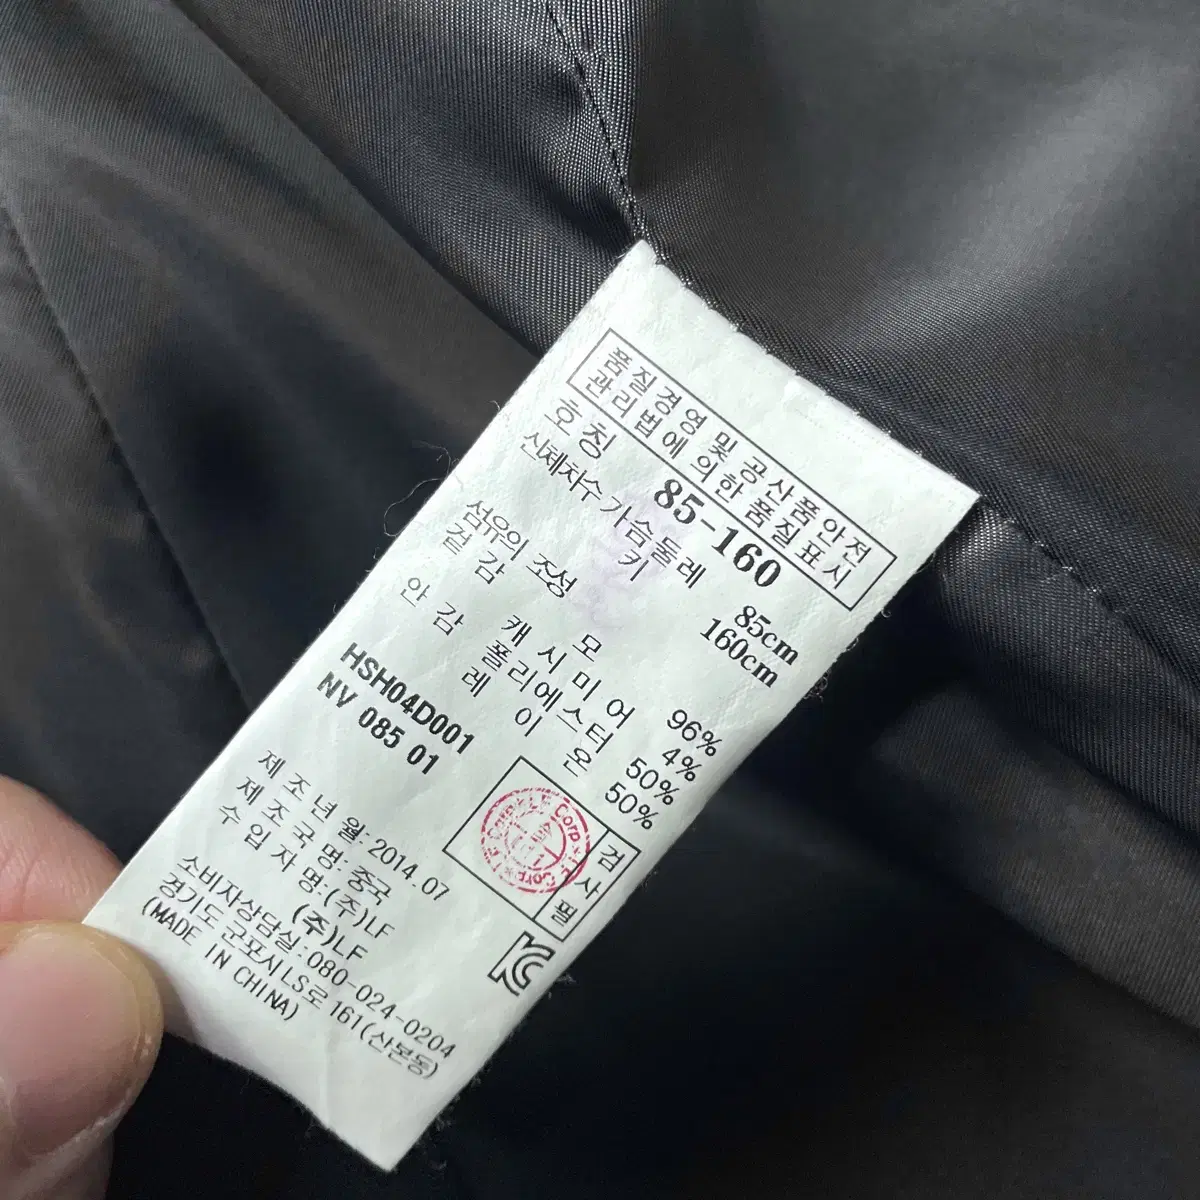 품질경영 및 공산품안전
관리법에 의한 품질표시
호칭 85-160
신체치수 가슴둘레 85cm
키 160cm
섬유의 조성
겉감 모 96%
캐시미어 4%
안감 폴리에스터 50%
레이온 50%
HSH04D001
NV 085 01
검사필
제조년월: 2014.07
제조국명: 중국
수입자명:(주)LF
(주)LF
소비자상담실:080-024-0204
경기도 군포시 LS로 161(산본동)
(MADE IN CHINA)